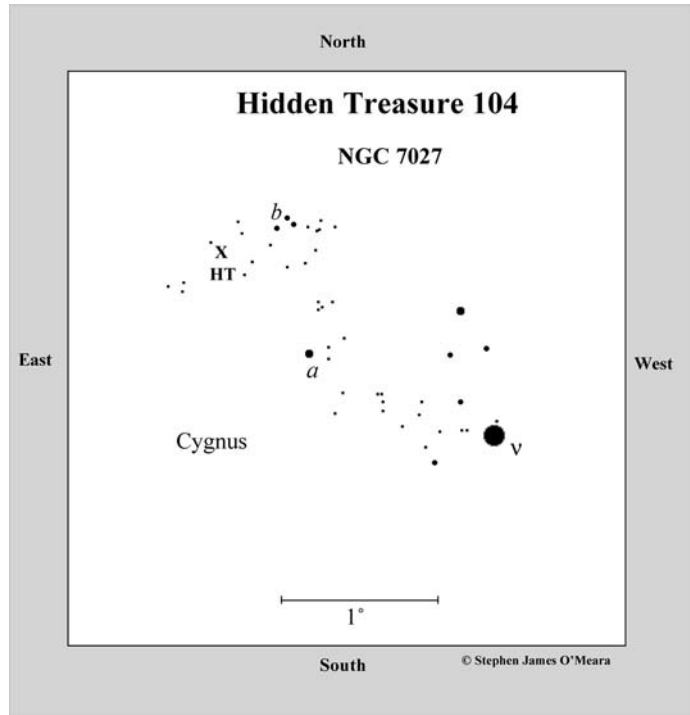 North
Hidden Treasure 104
NGC 7027
b
X
HT
East
West
a
Cygnus
ν
1°
South
© Stephen James O'Meara